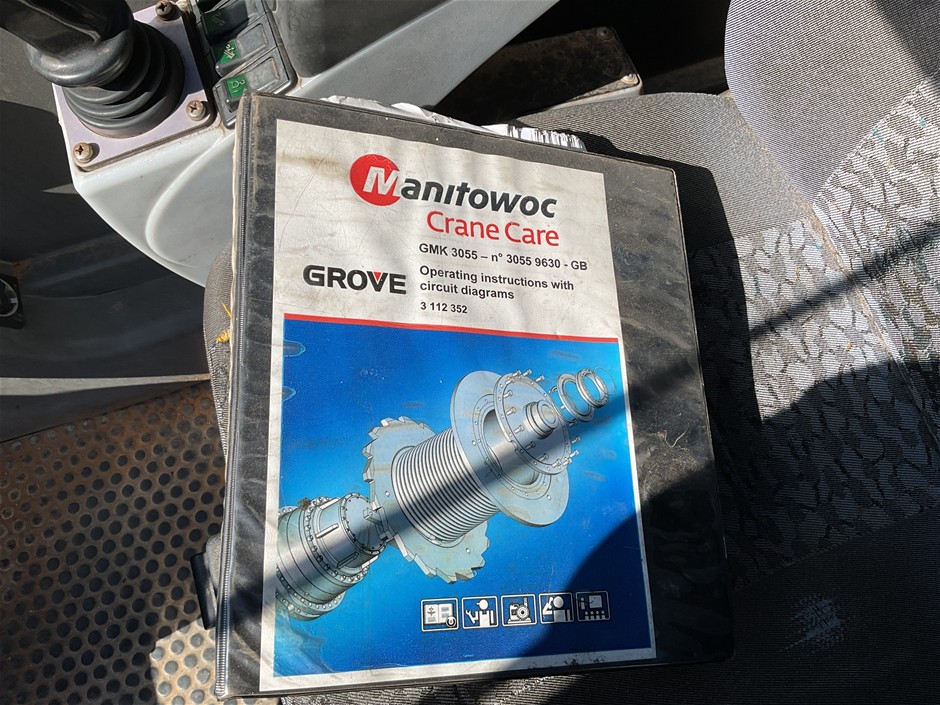 Manitowoc
Crane Care
GMK 3055 – n° 3055 9630 - GB
GROVE
Operating instructions with
circuit diagrams
3 112 352